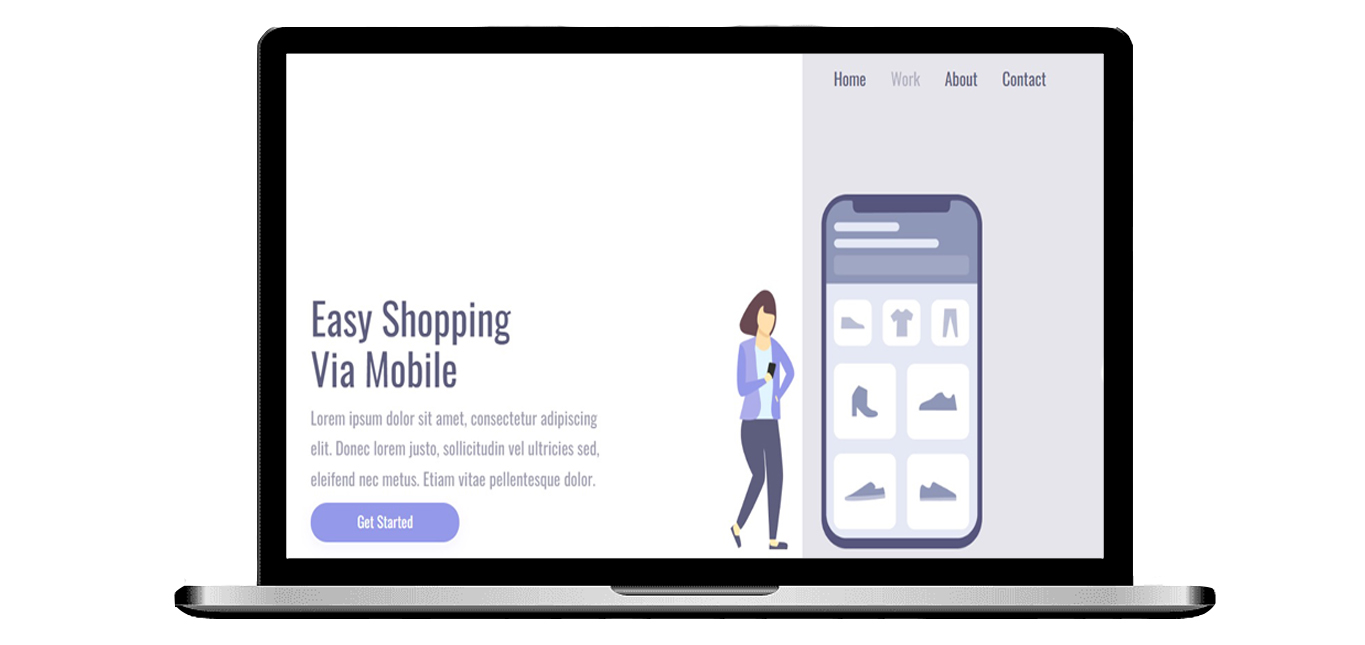 Home Work About Contact
Easy Shopping
Via Mobile
Lorem ipsum dolor sit amet, consectetur adipiscing
elit. Donec lorem justo, sollicitudin vel ultricies sed,
eleifend nec metus. Etiam vitae pellentesque dolor.
Get Started